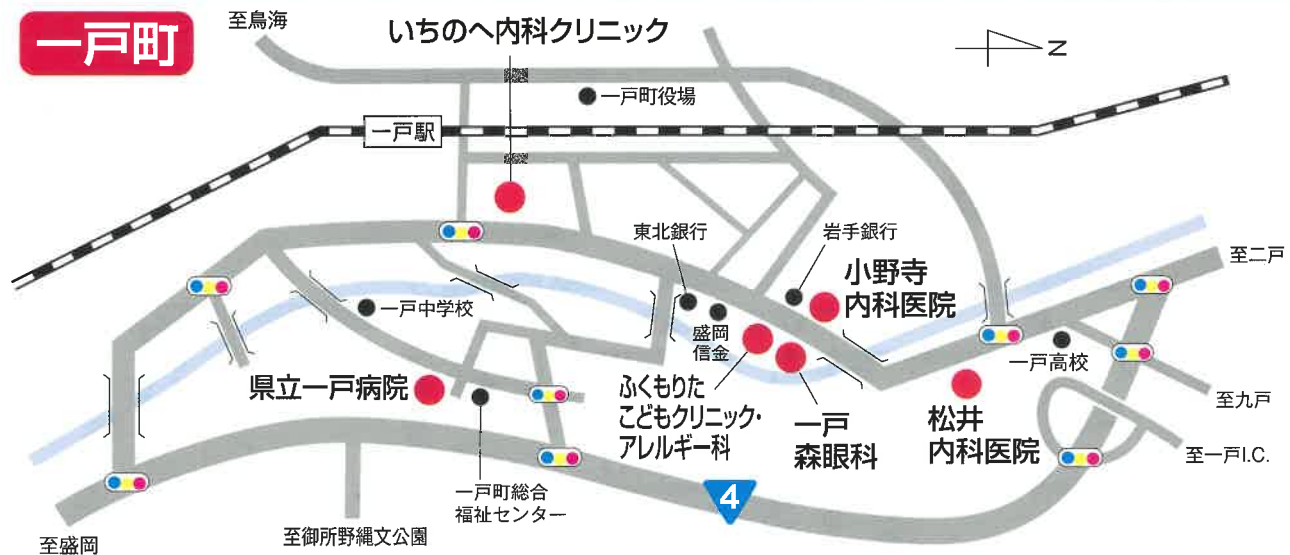 一戸町
至鳥海
いちのへ内科クリニック
N
一戸町役場
一戸駅
東北銀行
岩手銀行
小野寺
内科医院
至二戸
一戸中学校
盛岡
信金
一戸高校
県立一戸病院
ふくもりた
こどもクリニック・
アレルギー科
一戸
森眼科
松井
内科医院
至九戸
至一戸I.C.
一戸町総合
福祉センター
4
至御所野縄文公園
至盛岡